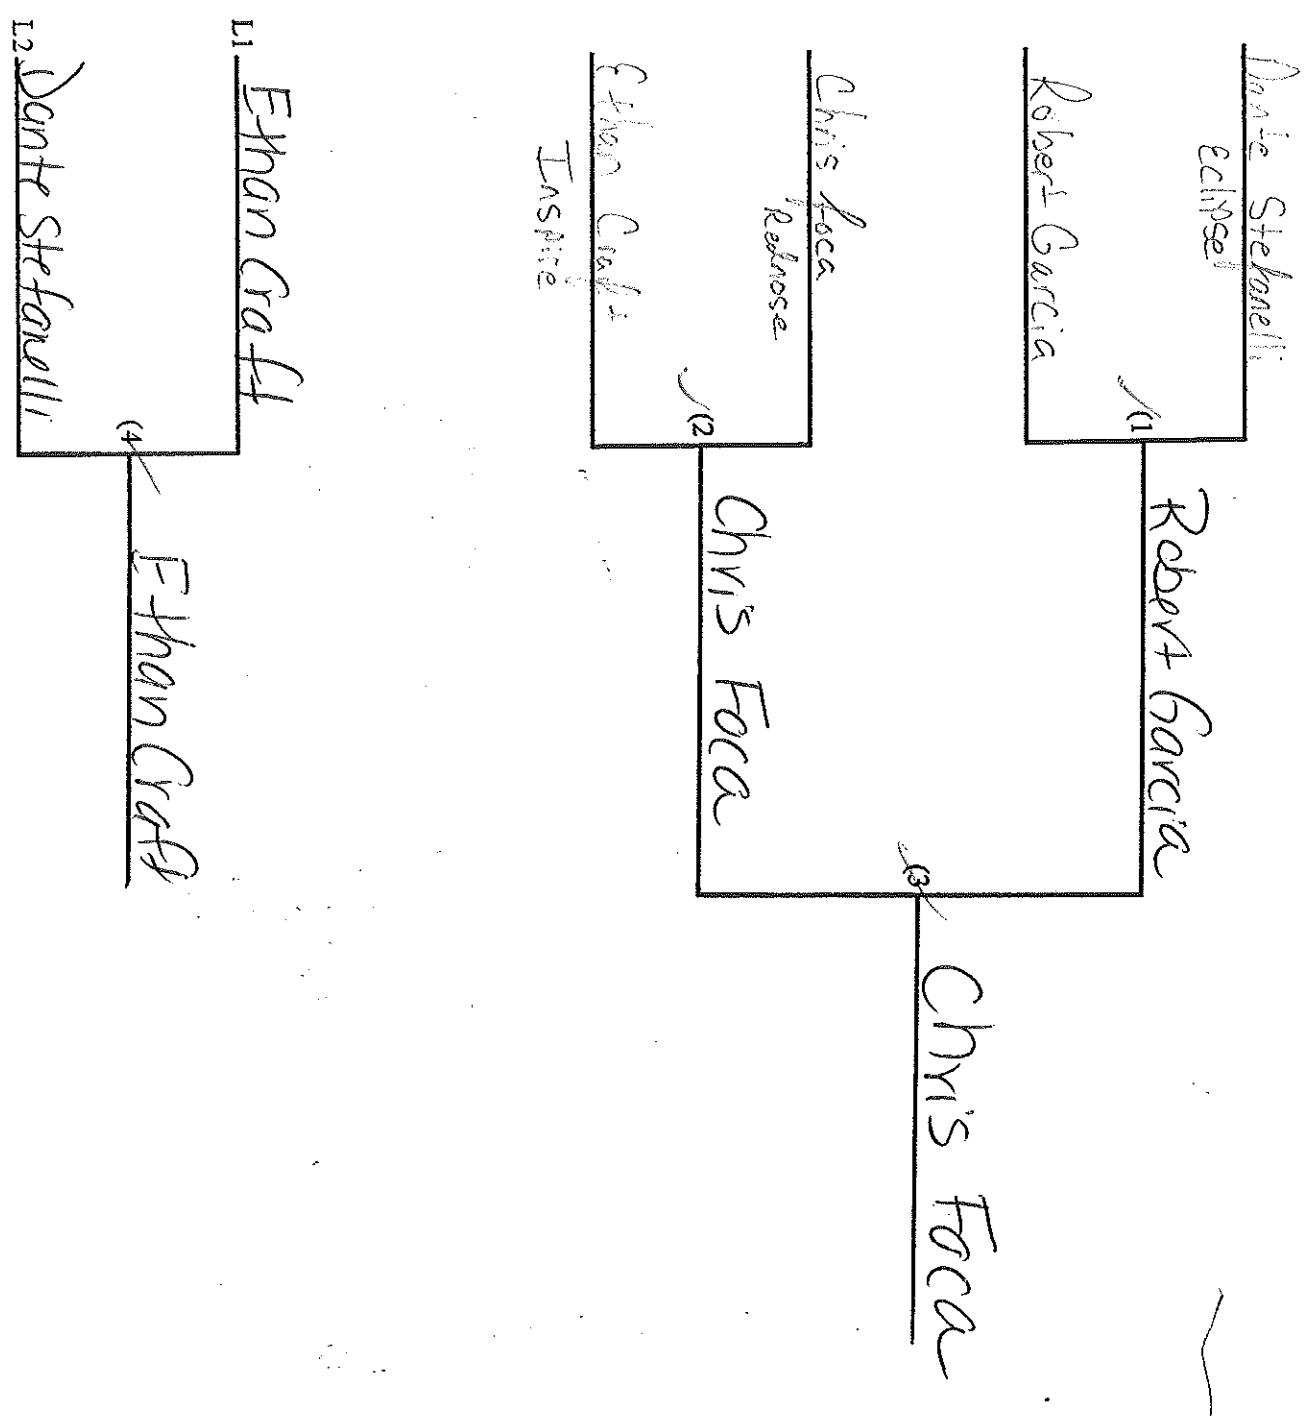 Dante Stefanelli
Eclipse
(1
Robert Garcia
Robert Garcia
Chris Foca
Rednose
(2
Ethan Craft
Inspire
Chris Foca
(3
Chris Foca
L1
Ethan Craft
(4
L2
Dante Stefanelli
Ethan Craft